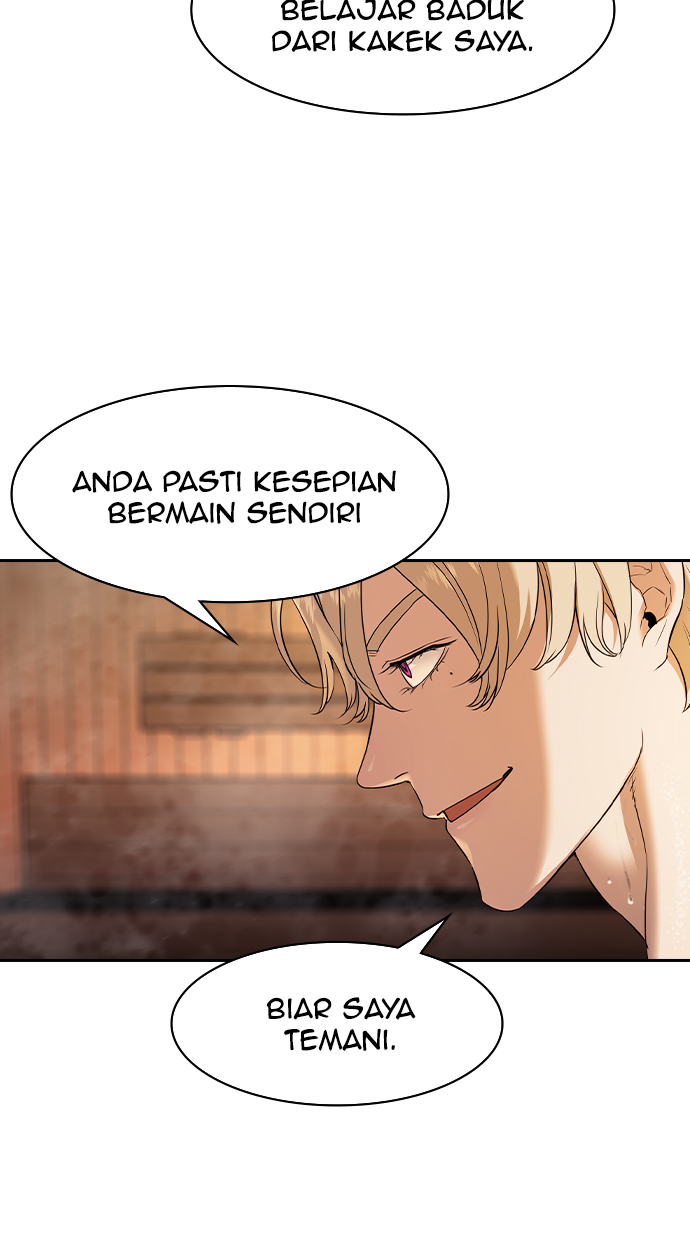 BELAJAR BADUK
DARI KAKEK SAYA.
ANDA PASTI KESEPIAN
BERMAIN SENDIRI
BIAR SAYA
TEMANI.